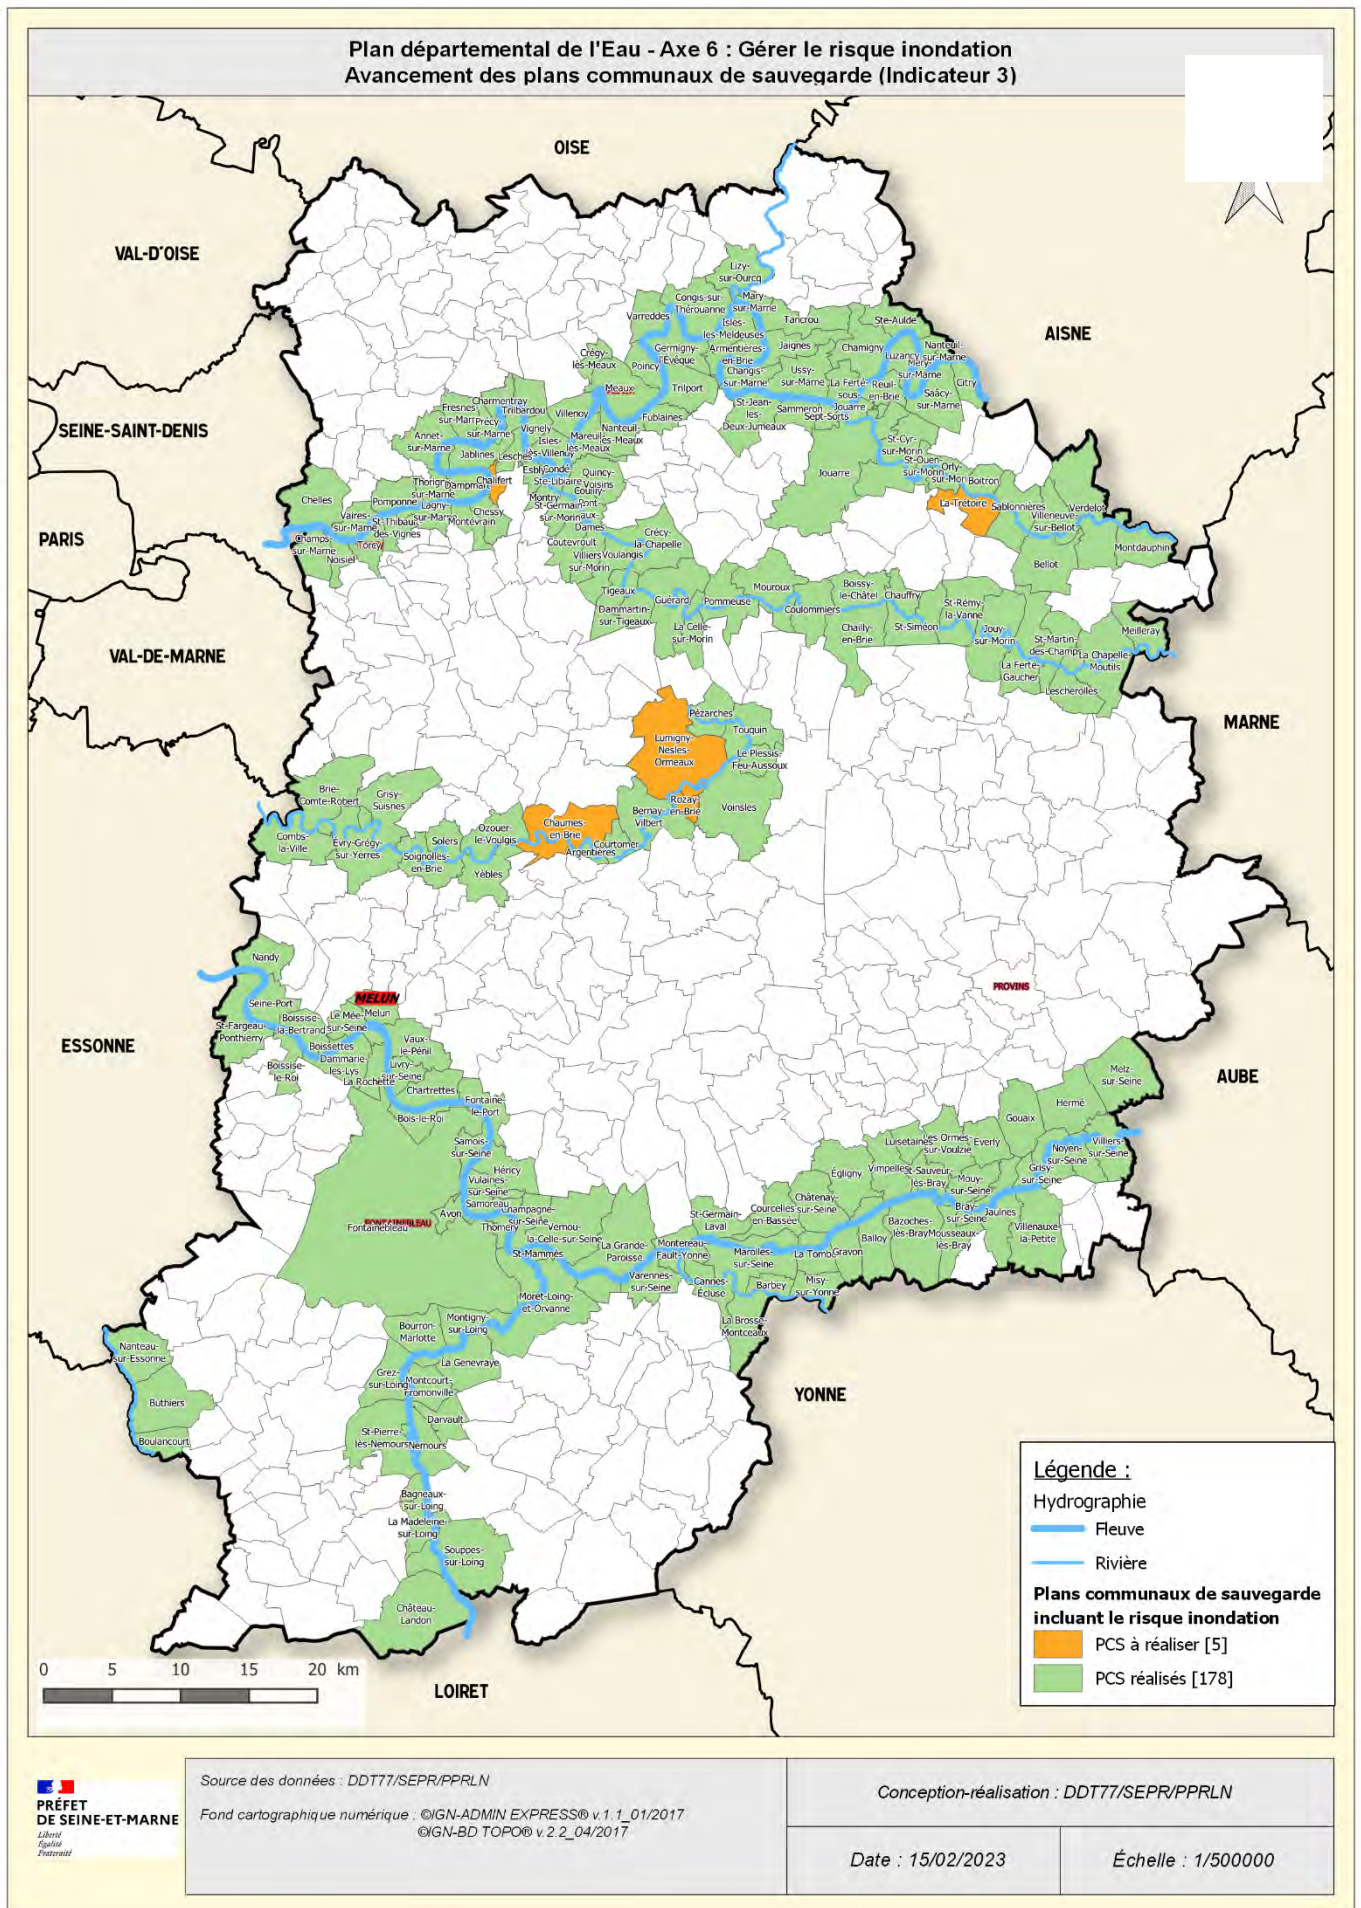 Plan départemental de l'Eau - Axe 6 : Gérer le risque inondation
Avancement des plans communaux de sauvegarde (Indicateur 3)
OISE
VAL-D'OISE
AISNE
SEINE-SAINT-DENIS
PARIS
VAL-DE-MARNE
MARNE
ESSONNE
AUBE
YONNE
LOIRET
Lizy-
sur-Ourcq
Congis-sur-
Thérouanne
Mary-
sur-Marne
Varreddes
Isles-
les-Meldeuses
Tancrou
Ste-Aulde
Crégy-
lès-Meaux
Poincy
Germigny-
l'Évêque
Armentières-
en-Brie
Jaignes
Chamigny
Luzancy
Nanteuil-
sur-Marne
Méry-
sur-Marne
Meaux
Trilport
Changis-
sur-Marne
Ussy-
sur-Marne
La Ferté-
sous-
Jouarre
Reuil-
en-Brie
Saâcy-
sur-Marne
Citry
Charmentray
Trilbardou
Fresnes-
sur-Marne
Précy-
sur-Marne
Villenoy
Fublaines
St-Jean-
les-
Deux-Jumeaux
Sammeron
Sept-Sorts
Annet-
sur-Marne
Vignely
Isles-
lès-Villenoy
Mareuil-
lès-Meaux
Nanteuil-
lès-Meaux
St-Cyr-
sur-Morin
Jablines
Lesches
Esbly
Condé-
Ste-Libiaire
Quincy-
Voisins
Jouarre
St-Ouen-
sur-Morin
Orly-
sur-Morin
Boitron
Chelles
Thorigny-
sur-Marne
Dampmart
Chalifert
Montry
Couilly-
Pont-
aux-
Dames
St-Germain-
sur-Morin
La-Trétoire
Sablonnières
Verdelot
Villeneuve-
sur-Bellot
Pomponne
Lagny-
sur-Marne
Chessy
Montévrain
Vaires-
sur-Marne
St-Thibault-
des-Vignes
Champs-
sur-Marne
Torcy
Noisiel
Crécy-
la-Chapelle
Coutevroult
Villiers-
sur-Morin
Voulangis
Bellot
Montdauphin
Tigeaux
Guérard
Pommeuse
Mouroux
Coulommiers
Boissy-
le-Châtel
Chauffry
St-Rémy-
la-Vanne
Dammartin-
sur-Tigeaux
La Celle-
sur-Morin
Chailly-
en-Brie
St-Siméon
Jouy-
sur-Morin
St-Martin-
des-Champs
Meilleray
La Chapelle-
Moutils
La Ferté-
Gaucher
Lescherolles
Pézarches
Touquin
Lumigny-
Nesles-
Ormeaux
Le Plessis-
Feu-Aussoux
Rozay-
en-Brie
Voinsles
Bernay-
Vilbert
Brie-
Comte-Robert
Grisy-
Suisnes
Chaumes-
en-Brie
Courtomer
Argentières
Combs-
la-Ville
Évry-Grégy-
sur-Yerres
Solers
Ozouer-
le-Voulgis
Soignolles-
en-Brie
Yèbles
Nandy
MELUN
PROVINS
Seine-Port
Boissise-
la-Bertrand
Le Mée-
sur-Seine
Melun
St-Fargeau-
Ponthierry
Boissettes
Vaux-
le-Pénil
Dammarie-
les-Lys
Livry-
sur-Seine
Boissise-
le-Roi
La Rochette
Chartrettes
Bois-le-Roi
Fontaine-
le-Port
Melz-
sur-Seine
Hermé
Gouaix
Samois-
sur-Seine
Héricy
Vulaines-
sur-Seine
Samoreau
Luisetaines
Les Ormes-
sur-Voulzie
Everly
Noyen-
sur-Seine
Villiers-
sur-Seine
Grisy-
sur-Seine
Égligny
Vimpelles
St-Sauveur-
lès-Bray
Mouy-
sur-Seine
FONTAINEBLEAU
Fontainebleau
Avon
Champagne-
sur-Seine
Thomery
Vernou-
la-Celle-sur-Seine
St-Mammès
La Grande-
Paroisse
St-Germain-
Laval
Courcelles-
en-Bassée
Châtenay-
sur-Seine
Bray-
sur-Seine
Jaulnes
Bazoches-
lès-Bray
Mousseaux-
lès-Bray
Villenauxe-
la-Petite
Balloy
Gravon
La Tombe
Marolles-
sur-Seine
Montereau-
Fault-Yonne
Varennes-
sur-Seine
Cannes-
Écluse
Barbey
Misy-
sur-Yonne
La Brosse-
Montceaux
Moret-Loing-
et-Orvanne
Montigny-
sur-Loing
Bourron-
Marlotte
La Genevraye
Grez-
sur-Loing
Montcourt-
Fromonville
Darvault
St-Pierre-
lès-Nemours
Nemours
Nanteau-
sur-Essonne
Buthiers
Boulancourt
Bagneaux-
sur-Loing
La Madeleine-
sur-Loing
Souppes-
sur-Loing
Château-
Landon
Légende :
Hydrographie
Fleuve
Rivière
Plans communaux de sauvegarde
incluant le risque inondation
PCS à réaliser [5]
PCS réalisés [178]
0 5 10 15 20 km
PRÉFET
DE SEINE-ET-MARNE
Liberté
Égalité
Fraternité
Source des données : DDT77/SEPR/PPRLN
Fond cartographique numérique : ©IGN-ADMIN EXPRESS® v.1.1_01/2017
©IGN-BD TOPO® v.2.2_04/2017
Conception-réalisation : DDT77/SEPR/PPRLN
Date : 15/02/2023
Échelle : 1/500000